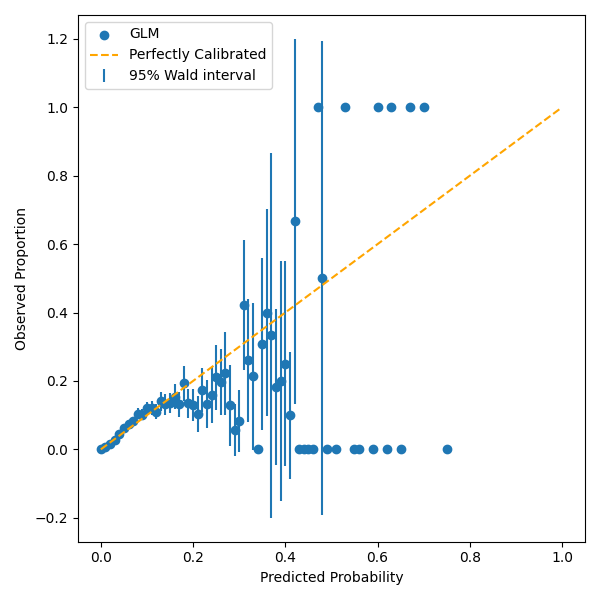 GLM
Perfectly Calibrated
95% Wald interval
1.2
1.0
0.8
0.6
0.4
0.2
0.0
−0.2
Observed Proportion
0.0 0.2 0.4 0.6 0.8 1.0
Predicted Probability